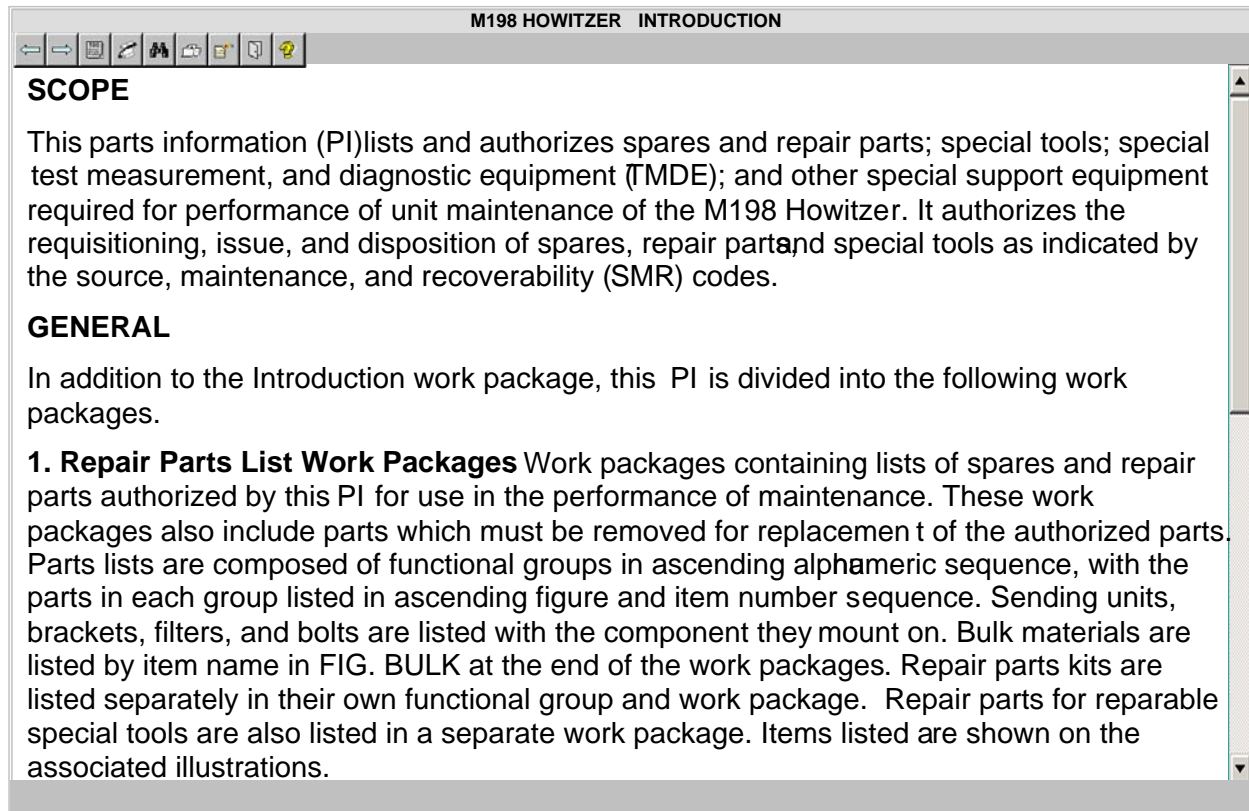 M198 HOWITZER INTRODUCTION
SCOPE
This parts information (PI)lists and authorizes spares and repair parts; special tools; special
test measurement, and diagnostic equipment (TMDE); and other special support equipment
required for performance of unit maintenance of the M198 Howitzer. It authorizes the
requisitioning, issue, and disposition of spares, repair parts, and special tools as indicated by
the source, maintenance, and recoverability (SMR) codes.
GENERAL
In addition to the Introduction work package, this PI is divided into the following work
packages.
1. Repair Parts List Work Packages. Work packages containing lists of spares and repair
parts authorized by this PI for use in the performance of maintenance. These work
packages also include parts which must be removed for replacemen t of the authorized parts.
Parts lists are composed of functional groups in ascending alphanumeric sequence, with the
parts in each group listed in ascending figure and item number sequence. Sending units,
brackets, filters, and bolts are listed with the component they mount on. Bulk materials are
listed by item name in FIG. BULK at the end of the work packages. Repair parts kits are
listed separately in their own functional group and work package. Repair parts for reparable
special tools are also listed in a separate work package. Items listed are shown on the
associated illustrations.